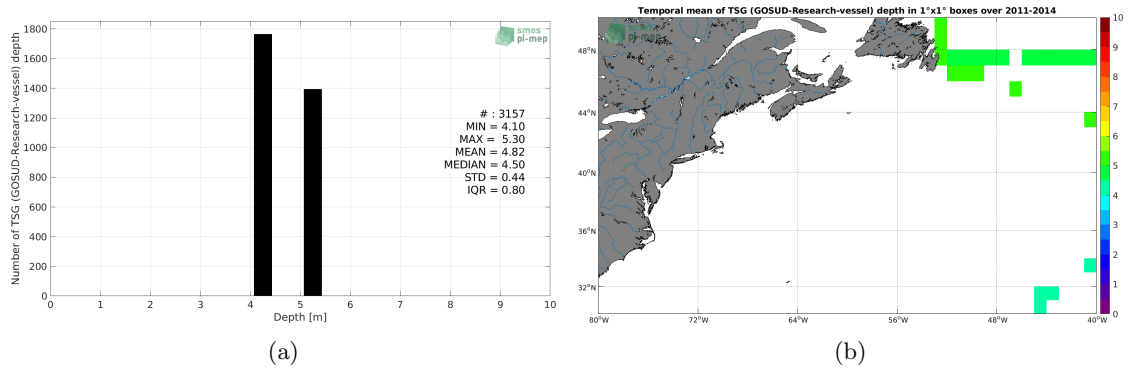 Number of TSG (GOSUD-Research-vessel) depth
1800
1600
1400
1200
1000
800
600
400
200
0
0 1 2 3 4 5 6 7 8 9 10
Depth [m]
smos
pi-mep
# : 3157
MIN = 4.10
MAX = 5.30
MEAN = 4.82
MEDIAN = 4.50
STD = 0.44
IQR = 0.80
(a)
Temporal mean of TSG (GOSUD-Research-vessel) depth in 1°x1° boxes over 2011-2014
48°N
44°N
40°N
36°N
32°N
80°W 72°W 64°W 56°W 48°W 40°W
10
9
8
7
6
5
4
3
2
1
0
(b)